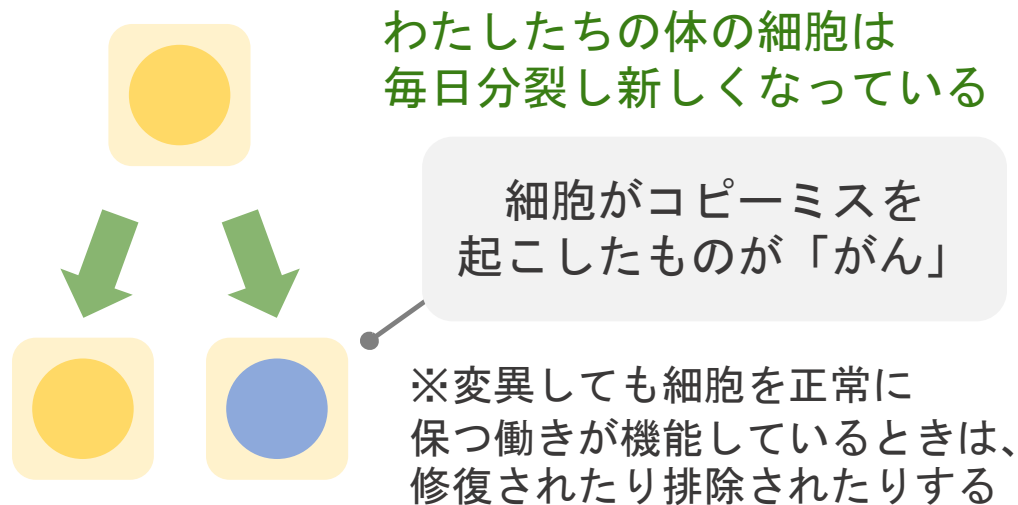 わたしたちの体の細胞は
毎日分裂し新しくなっている
細胞がコピーミスを
起こしたものが「がん」
※変異しても細胞を正常に
保つ働きが機能しているときは、
修復されたり排除されたりする